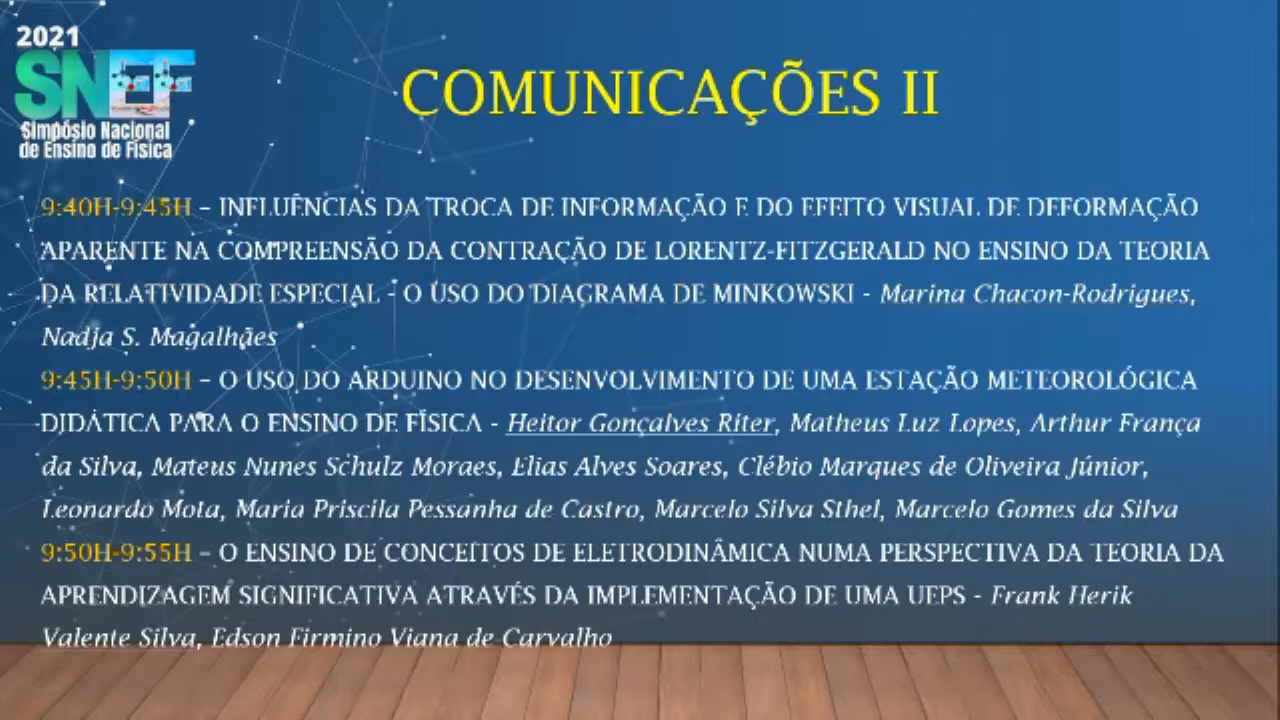 2021
SNEF
Simpósio Nacional
de Ensino de Física
COMUNICAÇÕES II
9:40H-9:45H – INFLUÊNCIAS DA TROCA DE INFORMAÇÃO E DO EFEITO VISUAL DE DEFORMAÇÃO
APARENTE NA COMPREENSÃO DA CONTRAÇÃO DE LORENTZ-FITZGERALD NO ENSINO DA TEORIA
DA RELATIVIDADE ESPECIAL - O USO DO DIAGRAMA DE MINKOWSKI - Marina Chacon-Rodrigues,
Nadja S. Magalhães
9:45H-9:50H – O USO DO ARDUINO NO DESENVOLVIMENTO DE UMA ESTAÇÃO METEOROLÓGICA
DIDÁTICA PARA O ENSINO DE FÍSICA - Heitor Gonçalves Riter, Matheus Luz Lopes, Arthur França
da Silva, Mateus Nunes Schulz Moraes, Elias Alves Soares, Clébio Marques de Oliveira Júnior,
Leonardo Mota, Maria Priscila Pessanha de Castro, Marcelo Silva Sthel, Marcelo Gomes da Silva
9:50H-9:55H – O ENSINO DE CONCEITOS DE ELETRODINÂMICA NUMA PERSPECTIVA DA TEORIA DA
APRENDIZAGEM SIGNIFICATIVA ATRAVÉS DA IMPLEMENTAÇÃO DE UMA UEPS - Frank Herik
Valente Silva, Edson Firmino Viana de Carvalho